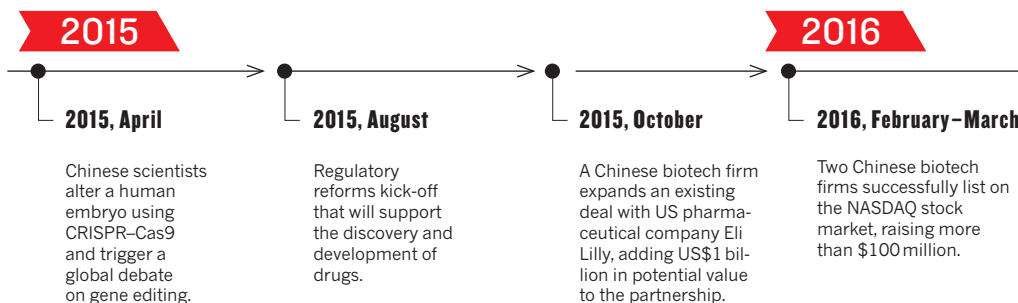 2015
2016
2015, April
Chinese scientists
alter a human
embryo using
CRISPR–Cas9
and trigger a
global debate
on gene editing.
2015, August
Regulatory
reforms kick-off
that will support
the discovery and
development of
drugs.
2015, October
A Chinese biotech firm
expands an existing
deal with US pharma-
ceutical company Eli
Lilly, adding US$1 bil-
lion in potential value
to the partnership.
2016, February–March
Two Chinese biotech
firms successfully list on
the NASDAQ stock
market, raising more
than $100 million.